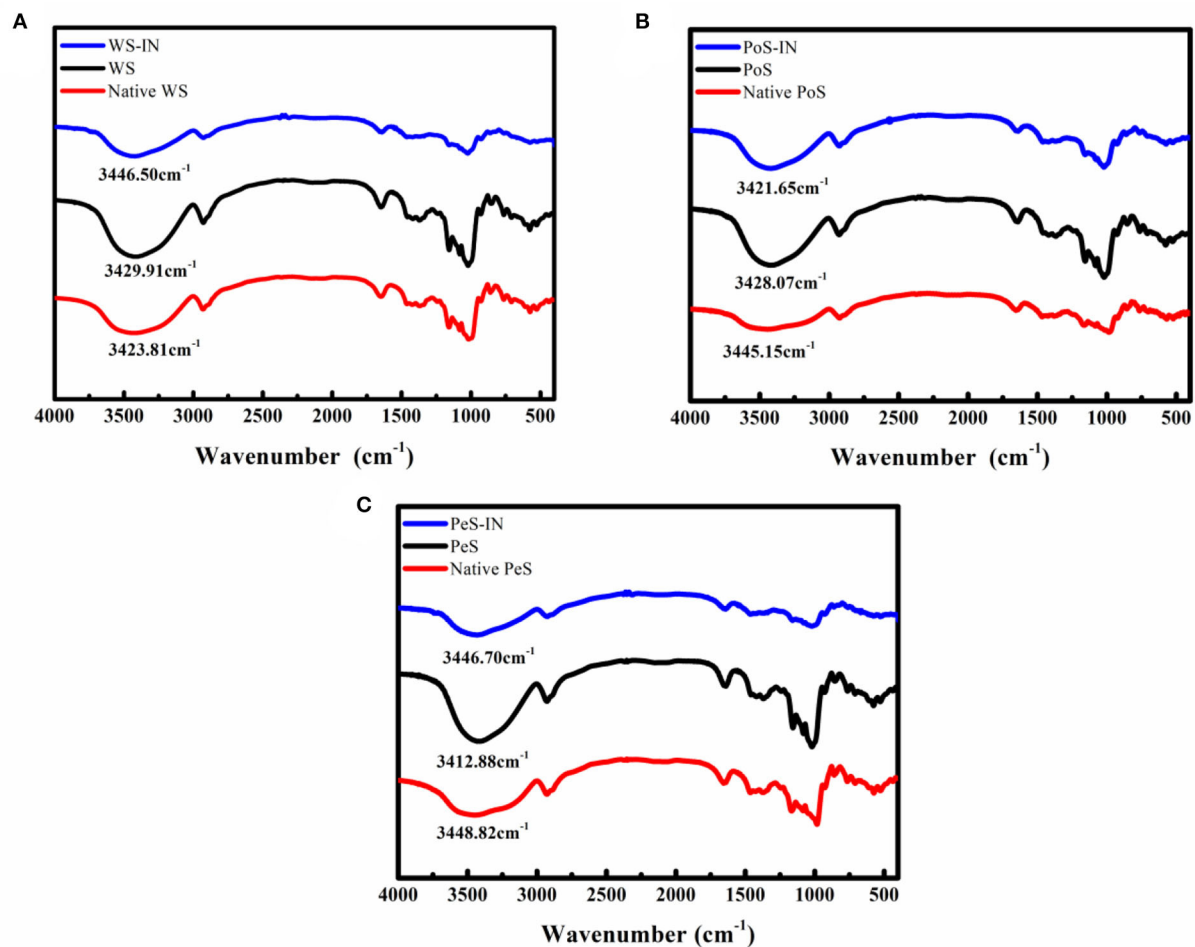 A
WS-IN
WS
Native WS
3446.50cm⁻¹
3429.91cm⁻¹
3423.81cm⁻¹
4000 3500 3000 2500 2000 1500 1000 500
Wavenumber (cm⁻¹)
B
PoS-IN
PoS
Native PoS
3421.65cm⁻¹
3428.07cm⁻¹
3445.15cm⁻¹
4000 3500 3000 2500 2000 1500 1000 500
Wavenumber (cm⁻¹)
C
PeS-IN
PeS
Native PeS
3446.70cm⁻¹
3412.88cm⁻¹
3448.82cm⁻¹
4000 3500 3000 2500 2000 1500 1000 500
Wavenumber (cm⁻¹)